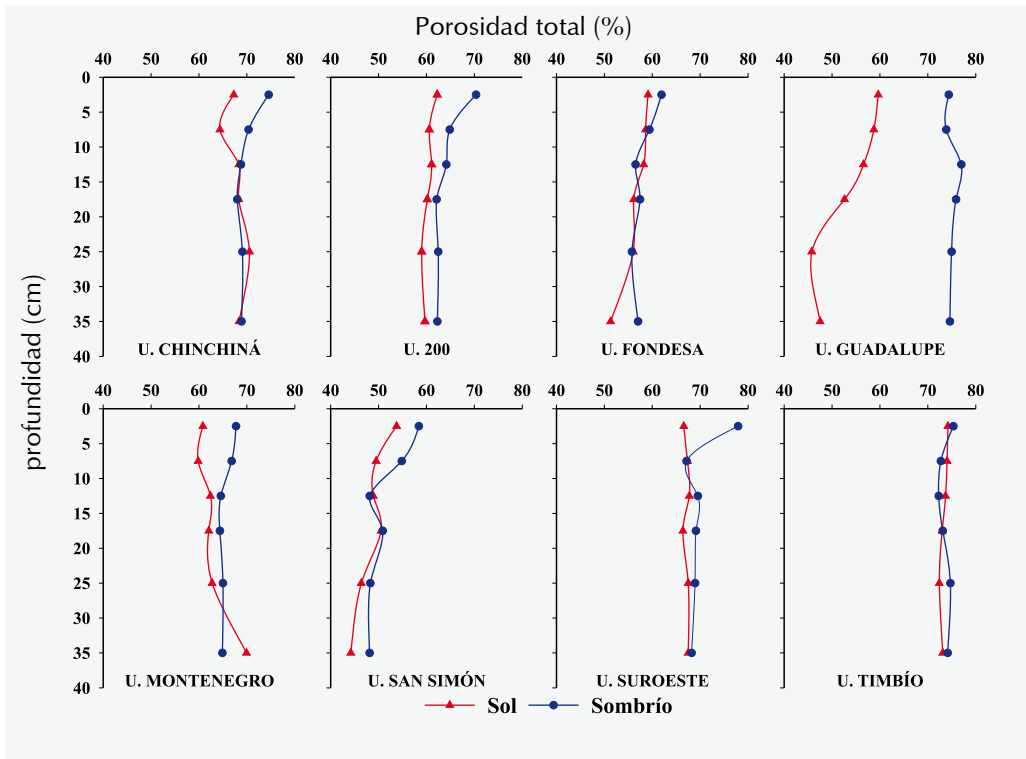 Porosidad total (%)
40 50 60 70 80 40 50 60 70 80 40 50 60 70 80 40 50 60 70 80
0
5
10
15
20
25
30
35
40
U. CHINCHINÁ U. 200 U. FONDESA U. GUADALUPE
profundidad (cm)
40 50 60 70 80 40 50 60 70 80 40 50 60 70 80 40 50 60 70 80
0
5
10
15
20
25
30
35
40
U. MONTENEGRO U. SAN SIMÓN U. SUROESTE U. TIMBÍO
Sol Sombrío